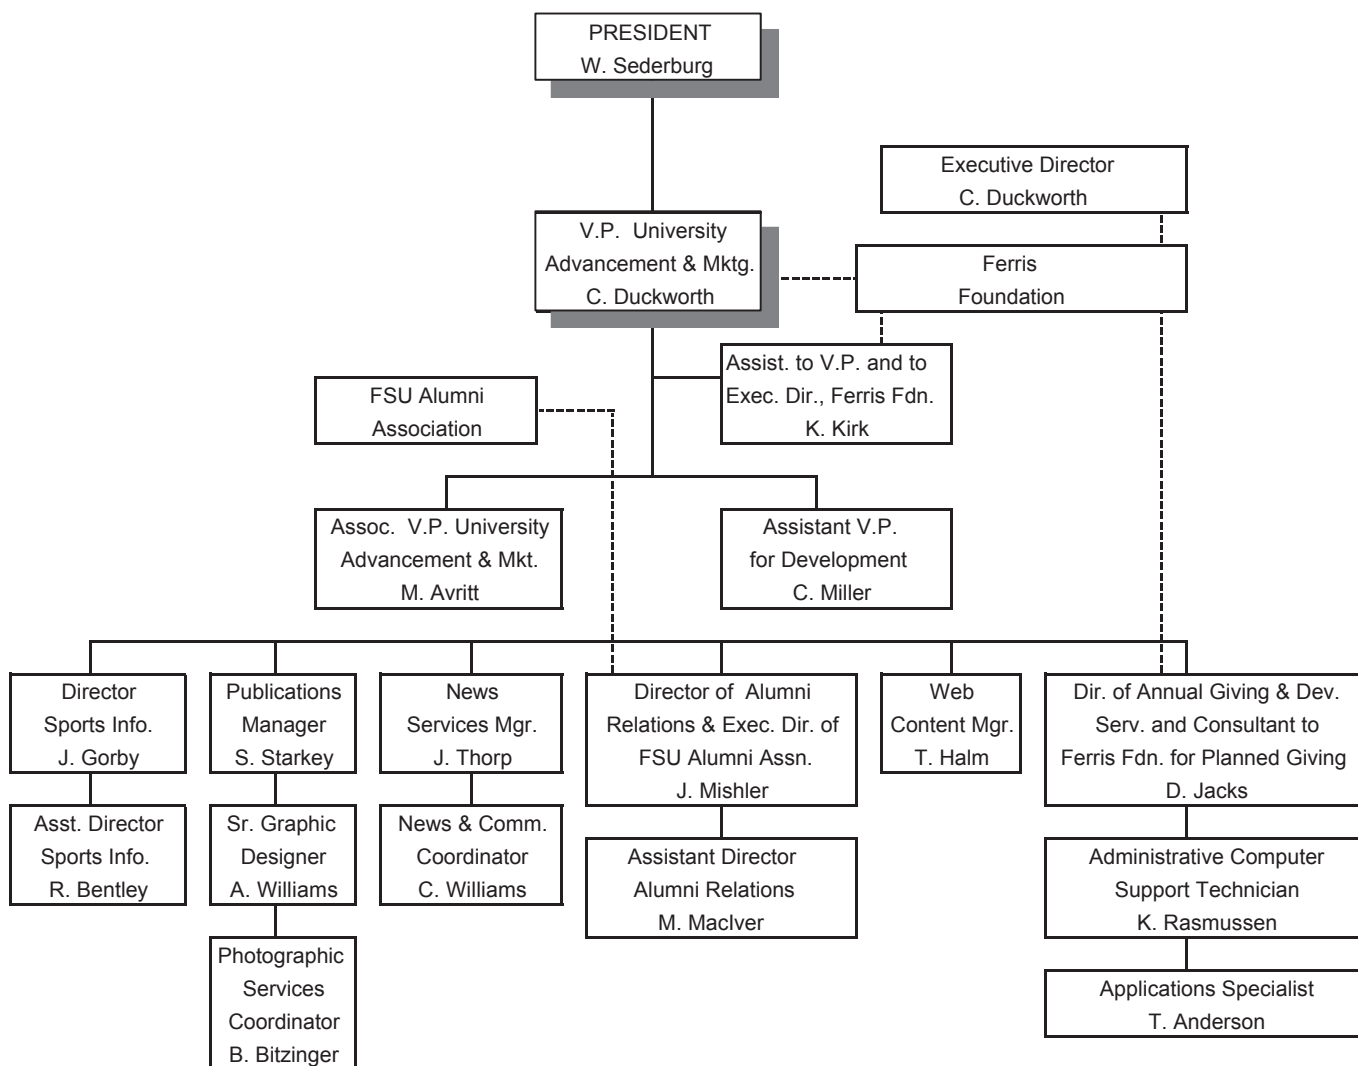 PRESIDENT
W. Sederburg
Executive Director
C. Duckworth
V.P. University
Advancement & Mktg.
C. Duckworth
Ferris
Foundation
Assist. to V.P. and to
Exec. Dir., Ferris Fdn.
K. Kirk
FSU Alumni
Association
Assoc. V.P. University
Advancement & Mkt.
M. Avritt
Assistant V.P.
for Development
C. Miller
Director
Sports Info.
J. Gorby
Publications
Manager
S. Starkey
News
Services Mgr.
J. Thorp
Director of Alumni
Relations & Exec. Dir. of
FSU Alumni Assn.
J. Mishler
Web
Content Mgr.
T. Halm
Dir. of Annual Giving & Dev.
Serv. and Consultant to
Ferris Fdn. for Planned Giving
D. Jacks
Asst. Director
Sports Info.
R. Bentley
Sr. Graphic
Designer
A. Williams
News & Comm.
Coordinator
C. Williams
Assistant Director
Alumni Relations
M. MacIver
Administrative Computer
Support Technician
K. Rasmussen
Photographic
Services
Coordinator
B. Bitzinger
Applications Specialist
T. Anderson